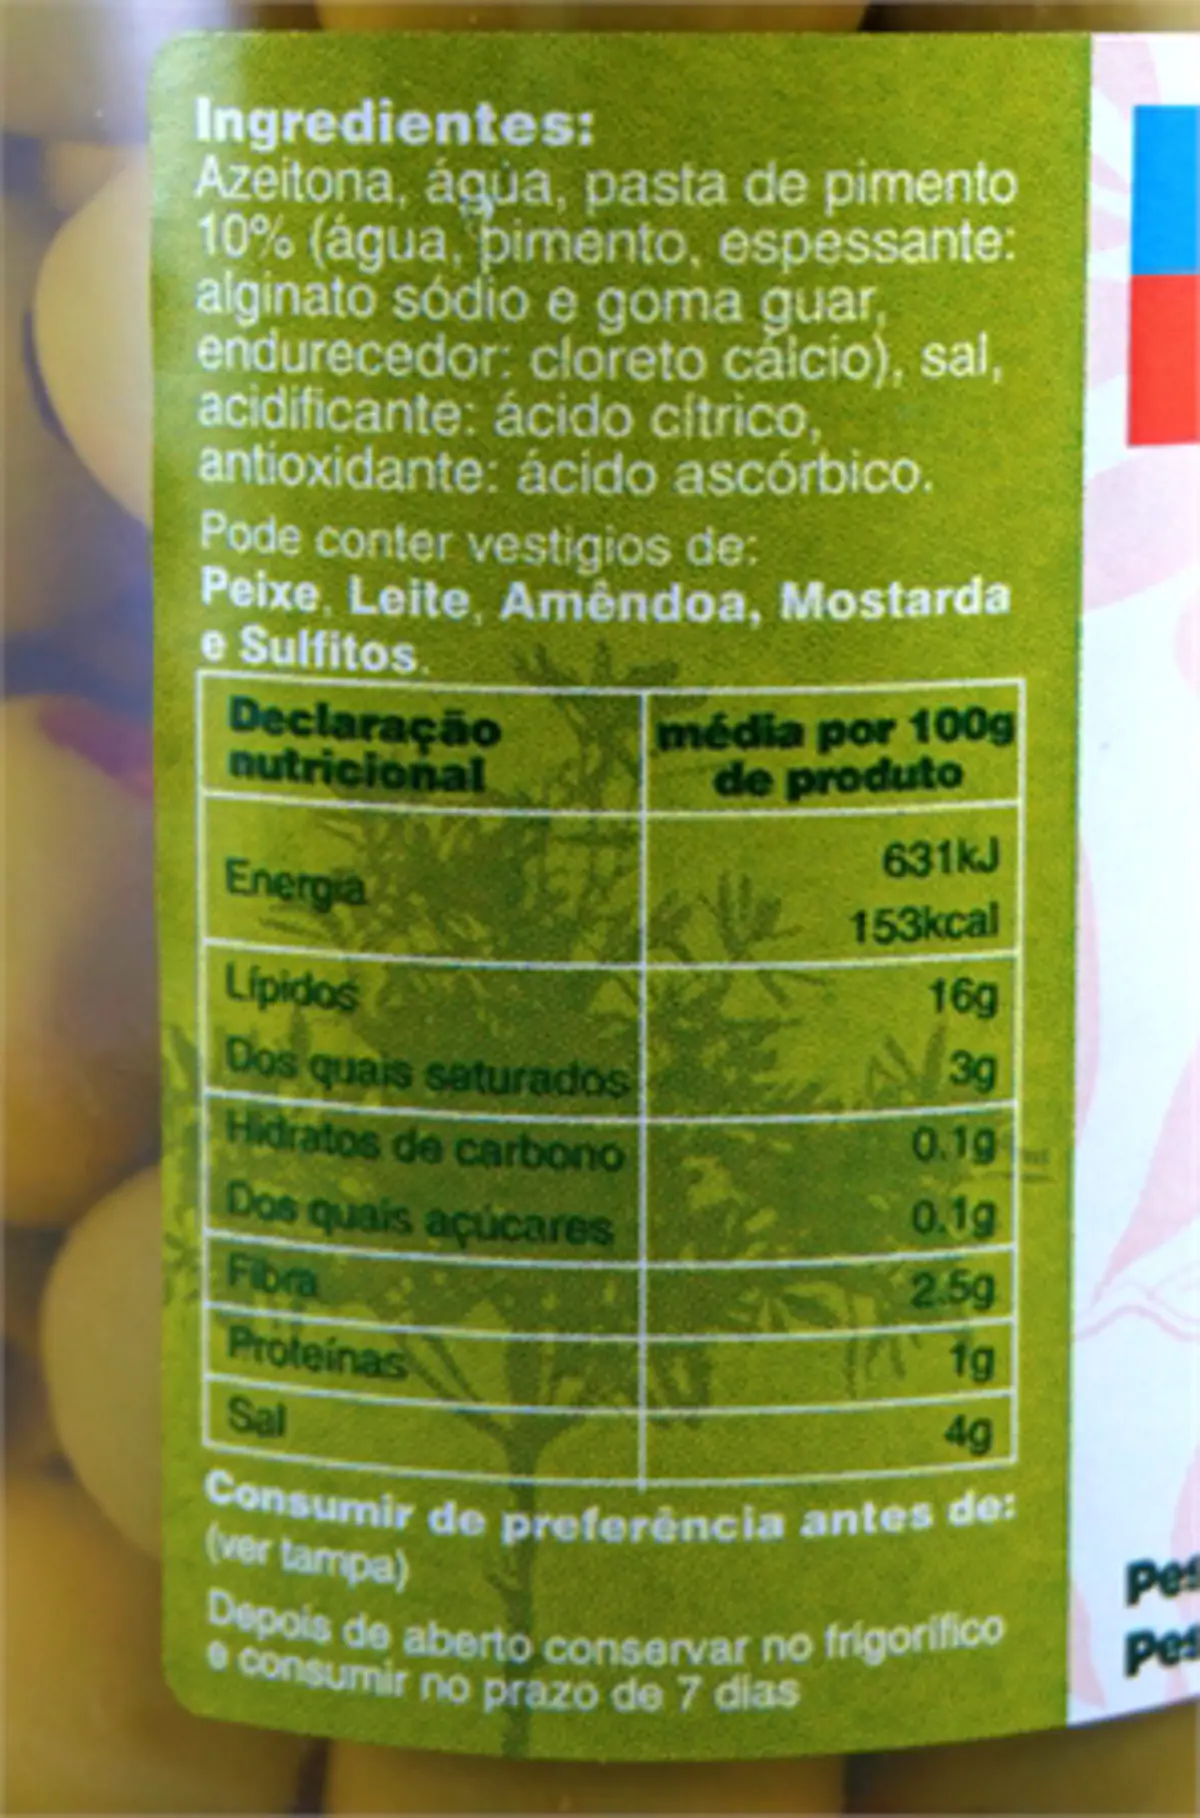 Ingredientes:
Azeitona, água, pasta de pimento
10% (água, pimento, espessante:
alginato sódio e goma guar,
endurecedor: cloreto cálcio), sal,
acidificante: ácido cítrico,
antioxidante: ácido ascórbico.
Pode conter vestigios de:
Peixe, Leite, Amêndoa, Mostarda
e Sulfitos.
Declaração média por 100g
nutricional de produto
Energia 631kJ
153kcal
Lípidos 16g
Dos quais saturados 3g
Hidratos de carbono 0.1g
Dos quais açúcares 0.1g
Fibra 2.5g
Proteínas 1g
Sal 4g
Consumir de preferência antes de:
(ver tampa)
Depois de aberto conservar no frigorífico
e consumir no prazo de 7 dias